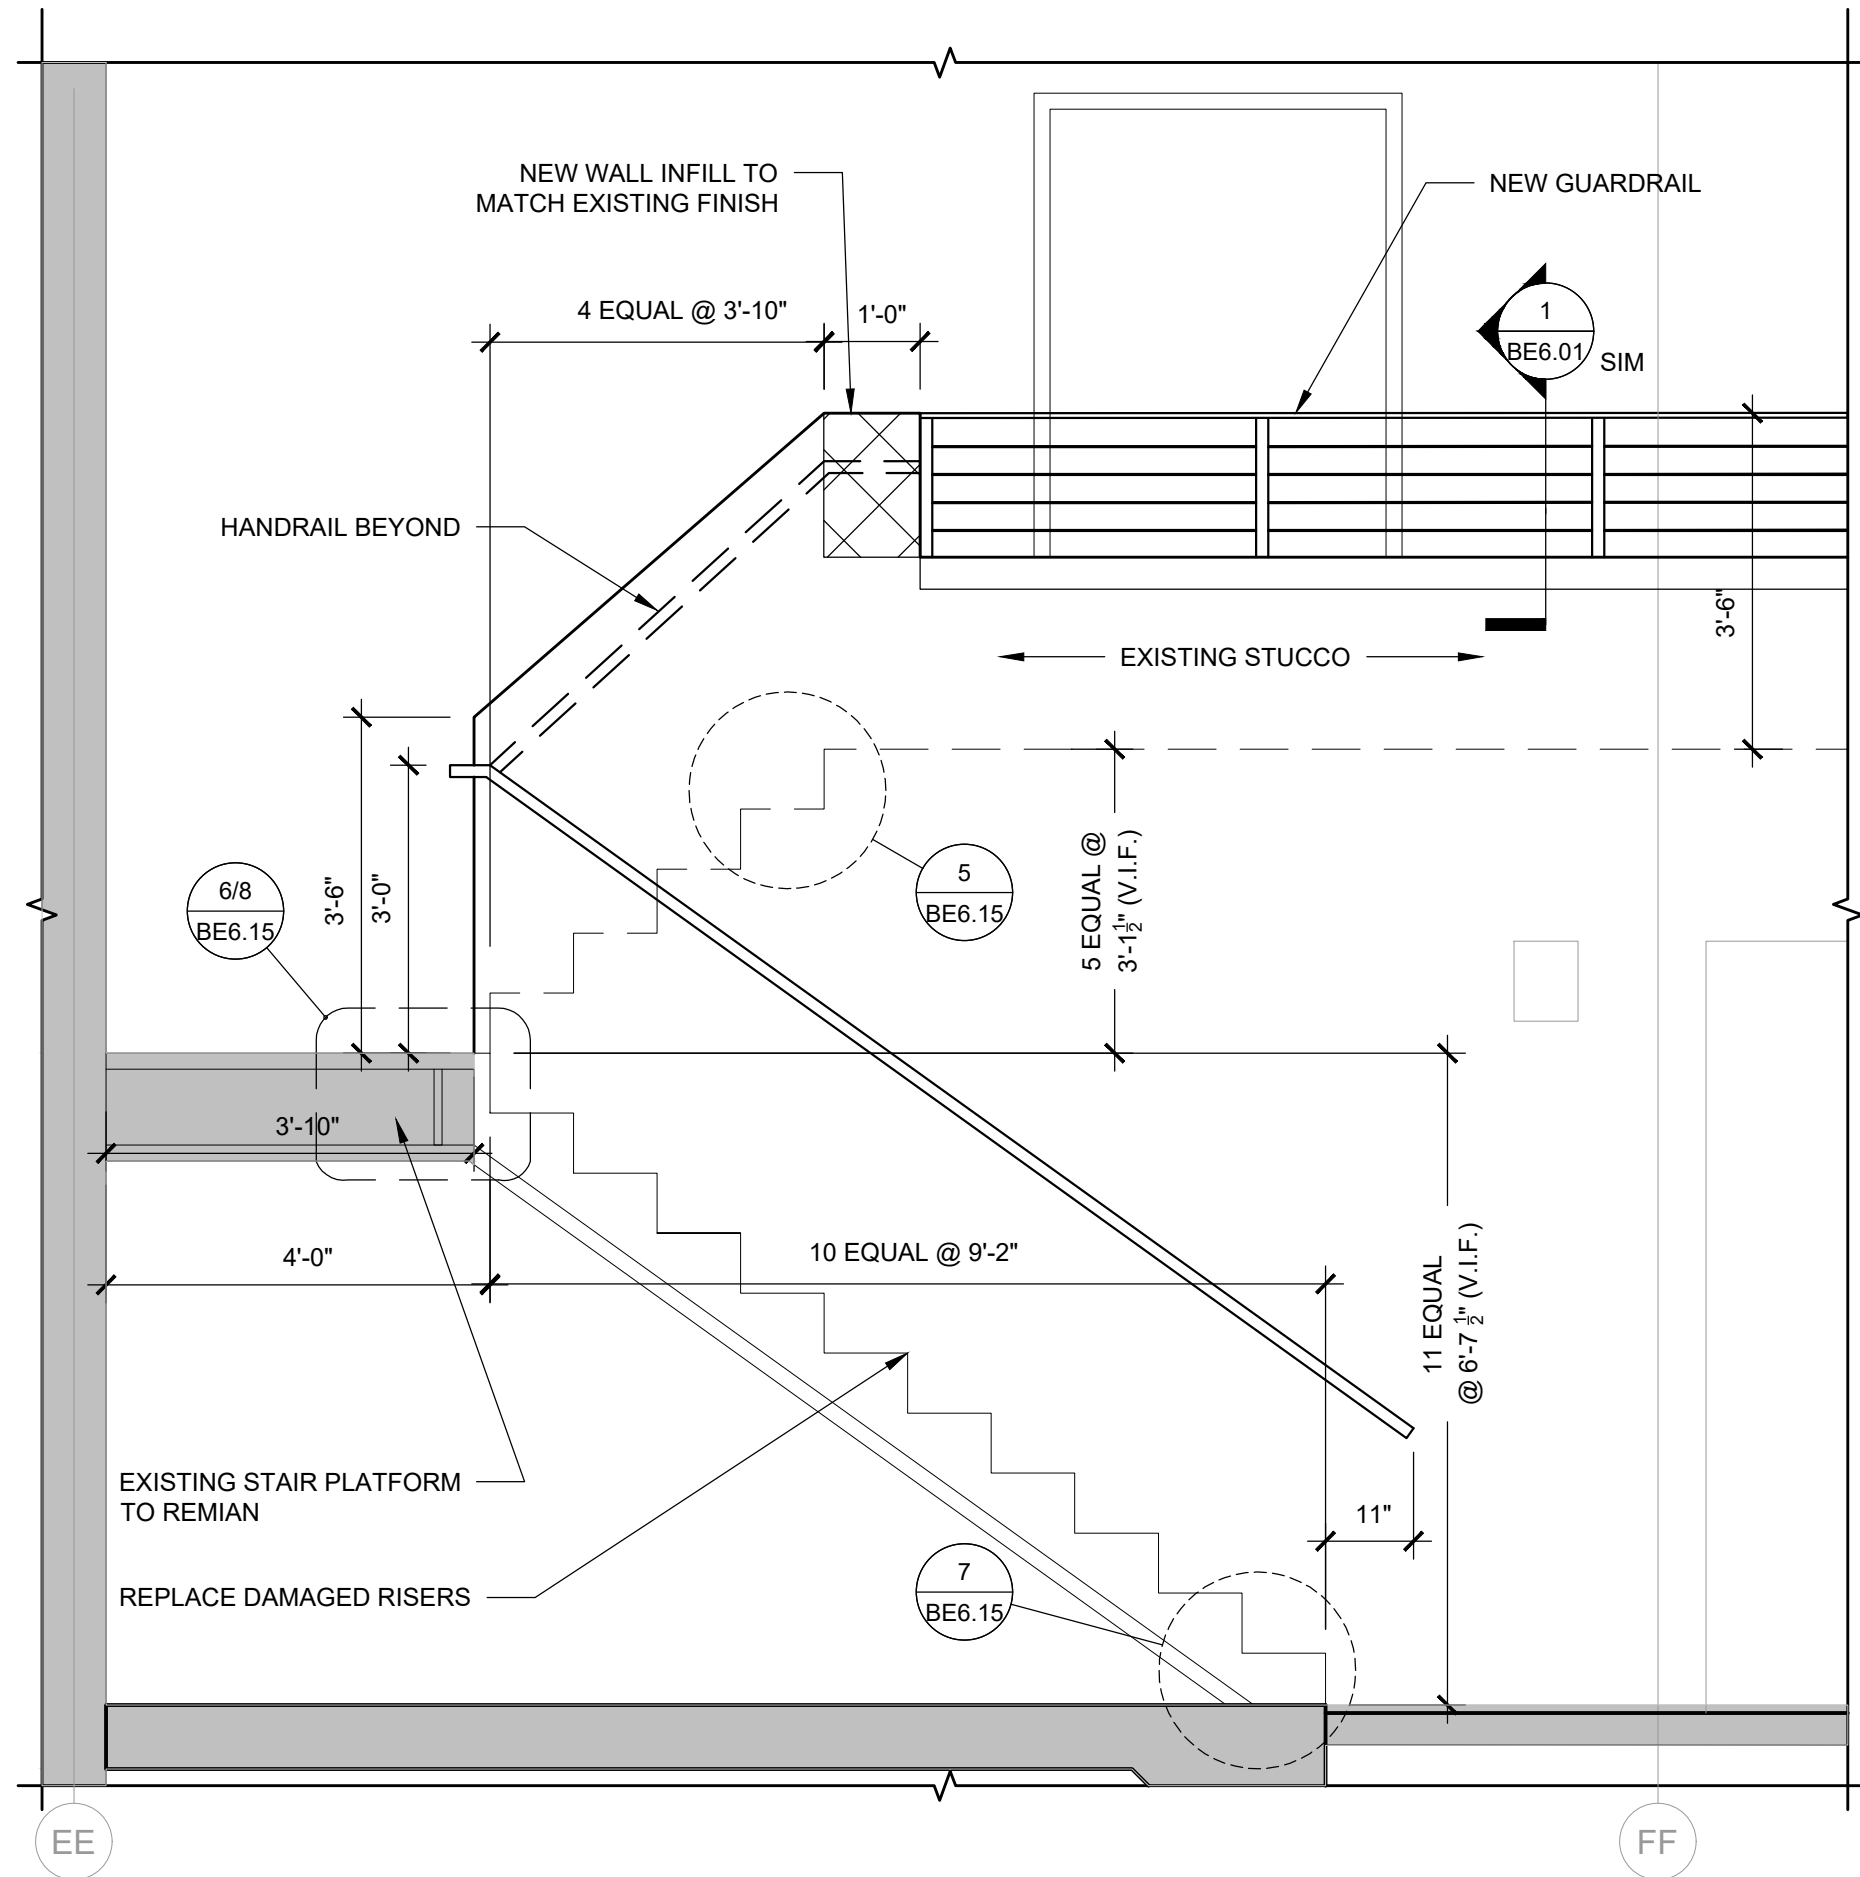 NEW WALL INFILL TO
MATCH EXISTING FINISH
NEW GUARDRAIL
4 EQUAL @ 3'-10"
1'-0"
1
BE6.01
SIM
HANDRAIL BEYOND
3'-6"
EXISTING STUCCO
6/8
BE6.15
3'-6"
3'-0"
5
BE6.15
5 EQUAL @
3'-1½" (V.I.F.)
3'-10"
4'-0"
10 EQUAL @ 9'-2"
11 EQUAL
@ 6'-7 ½" (V.I.F.)
EXISTING STAIR PLATFORM
TO REMIAN
11"
REPLACE DAMAGED RISERS
7
BE6.15
EE
FF